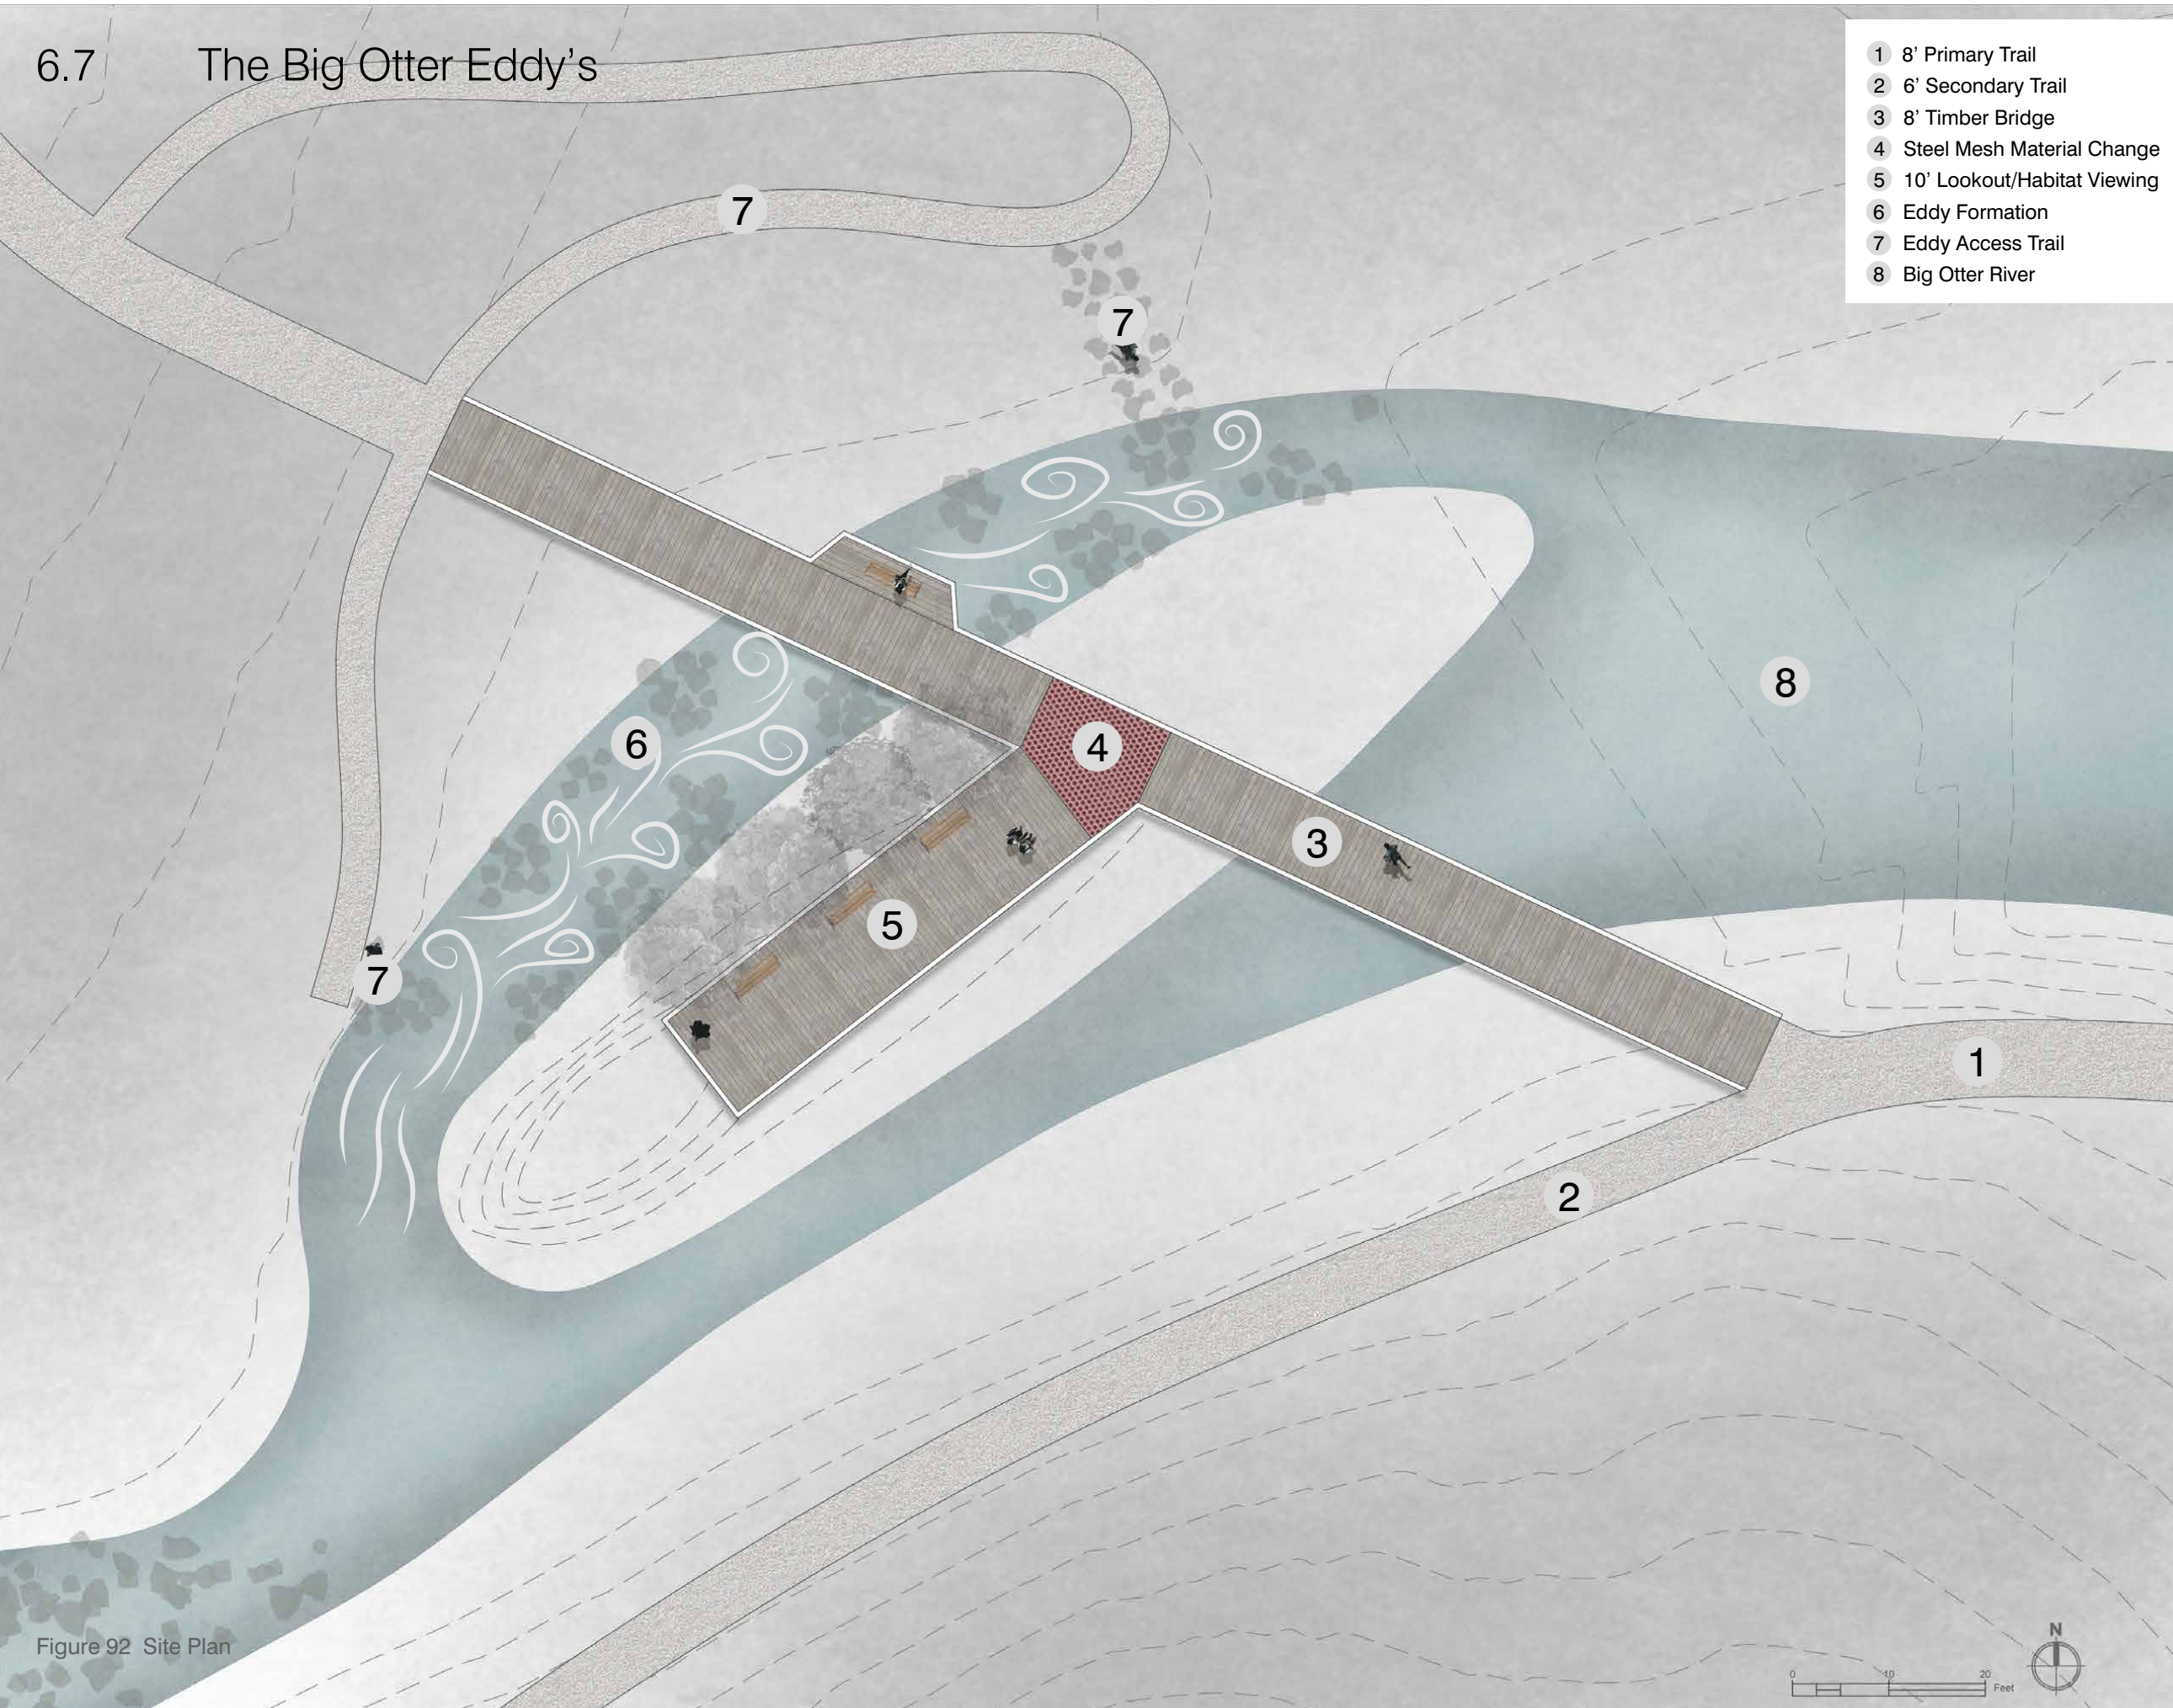 6.7 The Big Otter Eddy's
1 8' Primary Trail
2 6' Secondary Trail
3 8' Timber Bridge
4 Steel Mesh Material Change
5 10' Lookout/Habitat Viewing
6 Eddy Formation
7 Eddy Access Trail
8 Big Otter River
7
7
8
6
4
3
5
7
1
2
Figure 92 Site Plan
N
0 10 20
Feet